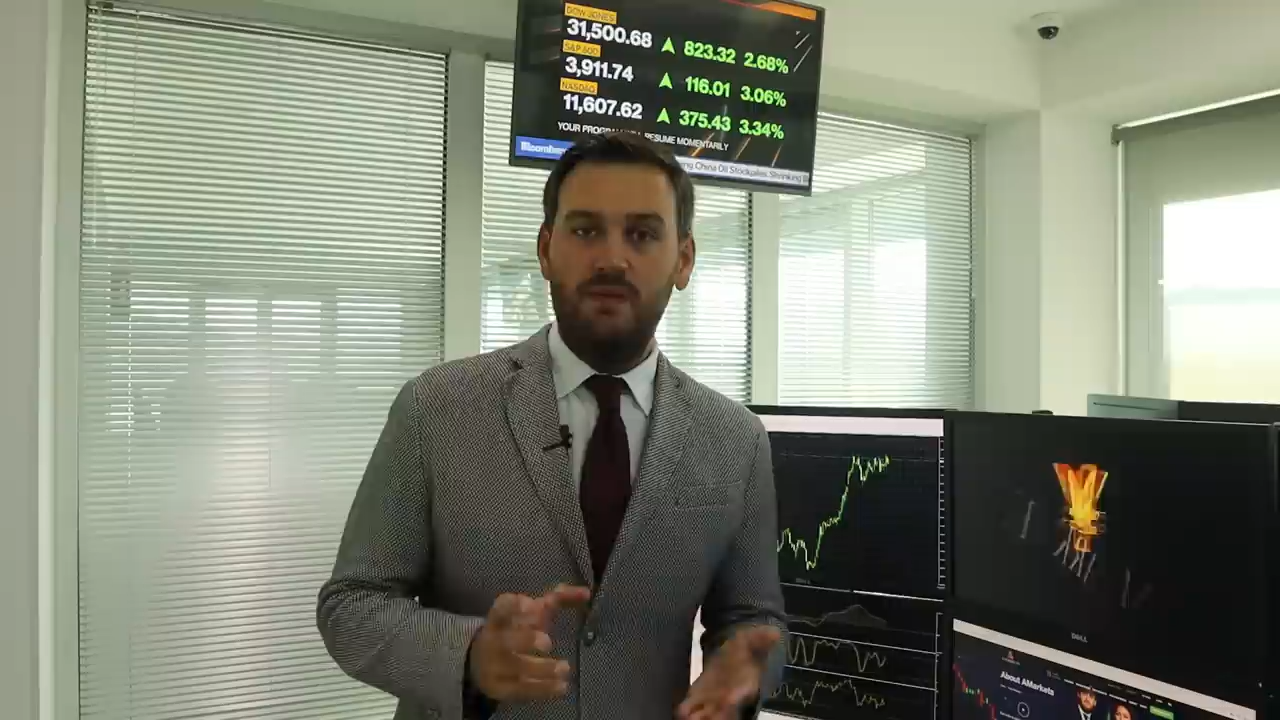 DOW JONES
31,500.68 ▲ 823.32 2.68%
S&P 500
3,911.74 ▲ 116.01 3.06%
NASDAQ
11,607.62 ▲ 375.43 3.34%
YOUR PROGRAM RESUME MOMENTARILY
Bloomberg China Oil Stockpiles, Shrinking
DELL
DELL
About AMarkets